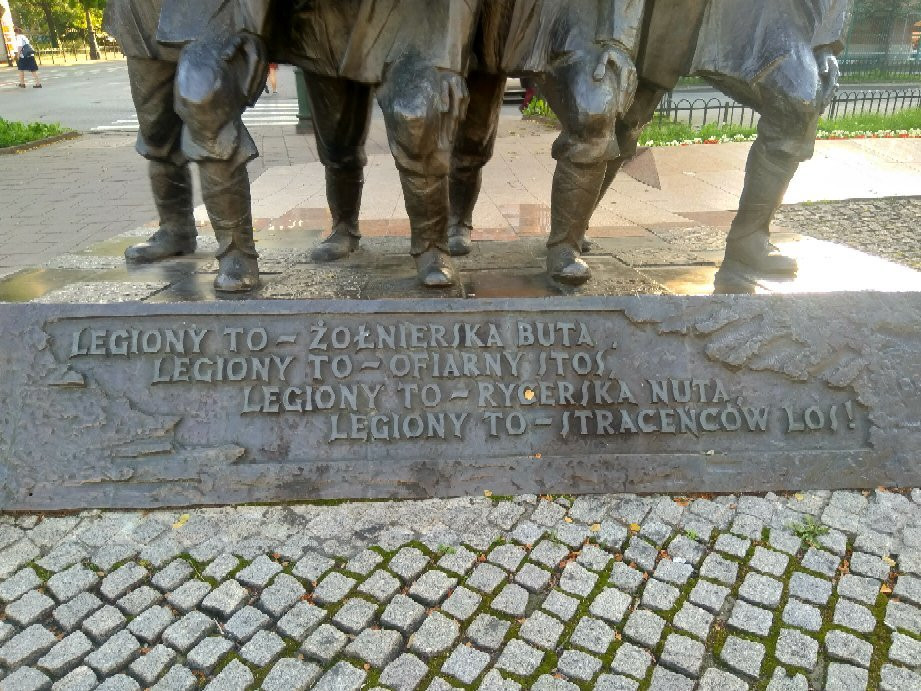 LEGIONY TO – ŻOŁNIERSKA BUTA,
LEGIONY TO – OFIARNY STOS,
LEGIONY TO – RYCERSKA NUTA,
LEGIONY TO – STRACEŃCÓW LOS!